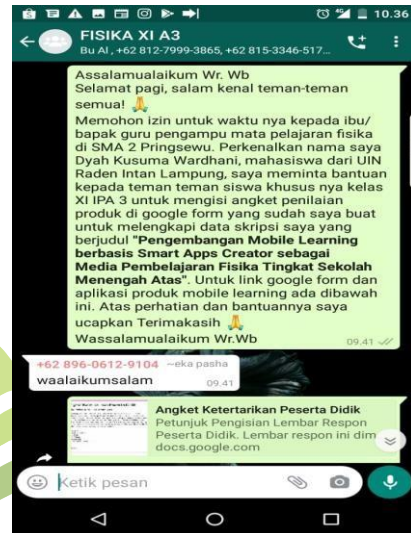 10.36
FISIKA XI A3
Bu Al , +62 812-7999-3865, +62 815-3346-517...
Assalamualaikum Wr. Wb
Selamat pagi, salam kenal teman-teman
semua! 🙏
Memohon izin untuk waktu nya kepada ibu/
bapak guru pengampu mata pelajaran fisika
di SMA 2 Pringsewu. Perkenalkan nama saya
Dyah Kusuma Wardhani, mahasiswa dari UIN
Raden Intan Lampung, saya meminta bantuan
kepada teman teman siswa khusus nya kelas
XI IPA 3 untuk mengisi angket penilaian
produk di google form yang sudah saya buat
untuk melengkapi data skripsi saya yang
berjudul "Pengembangan Mobile Learning
berbasis Smart Apps Creator sebagai
Media Pembelajaran Fisika Tingkat Sekolah
Menengah Atas". Untuk link google form dan
aplikasi produk mobile learning ada dibawah
ini. Atas perhatian dan bantuannya saya
ucapkan Terimakasih 🙏
Wassalamualaikum Wr.Wb
09.41
+62 896-0612-9104 ~eka pasha
waalaikumsalam
09.41
Angket Ketertarikan Peserta Didik
Petunjuk Pengisian Lembar Respon
Peserta Didik. Lembar respon ini dim
docs.google.com
Ketik pesan